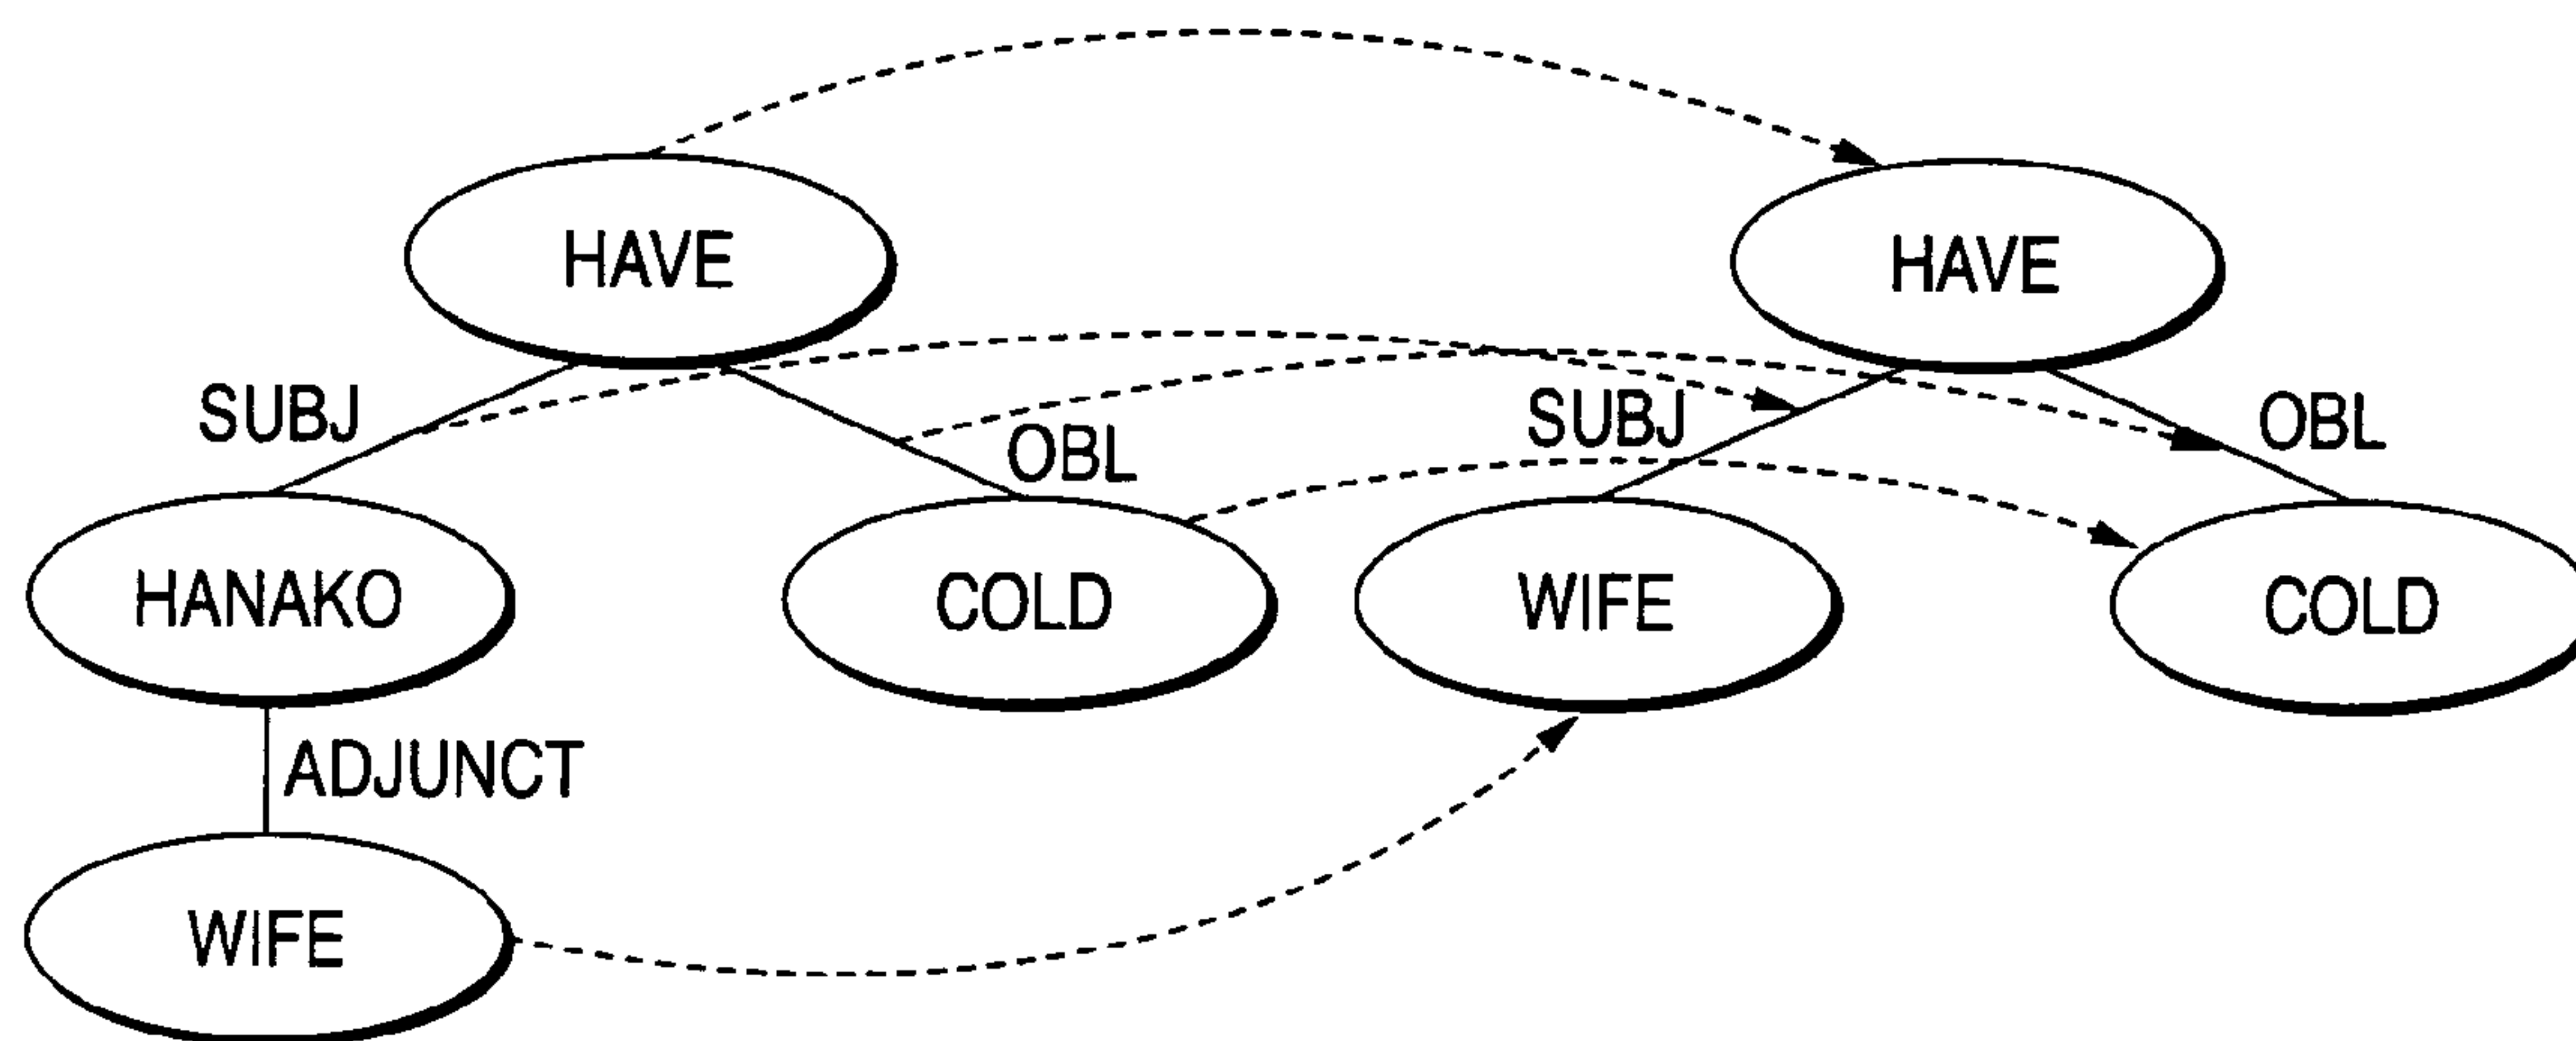 HAVE HAVE
SUBJ OBL SUBJ OBL
HANAKO COLD WIFE COLD
ADJUNCT
WIFE